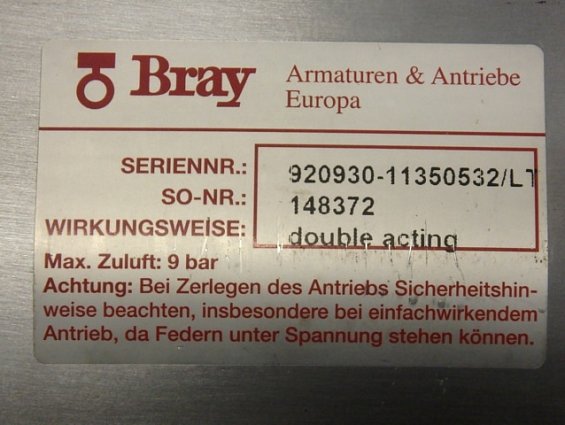 Bray Armaturen & Antriebe
Europa
SERIENNR.: 920930-11350532/LT
SO-NR.: 148372
WIRKUNGSWEISE: double acting
Max. Zuluft: 9 bar
Achtung: Bei Zerlegen des Antriebs Sicherheitshin-
weise beachten, insbesondere bei einfachwirkendem
Antrieb, da Federn unter Spannung stehen können.